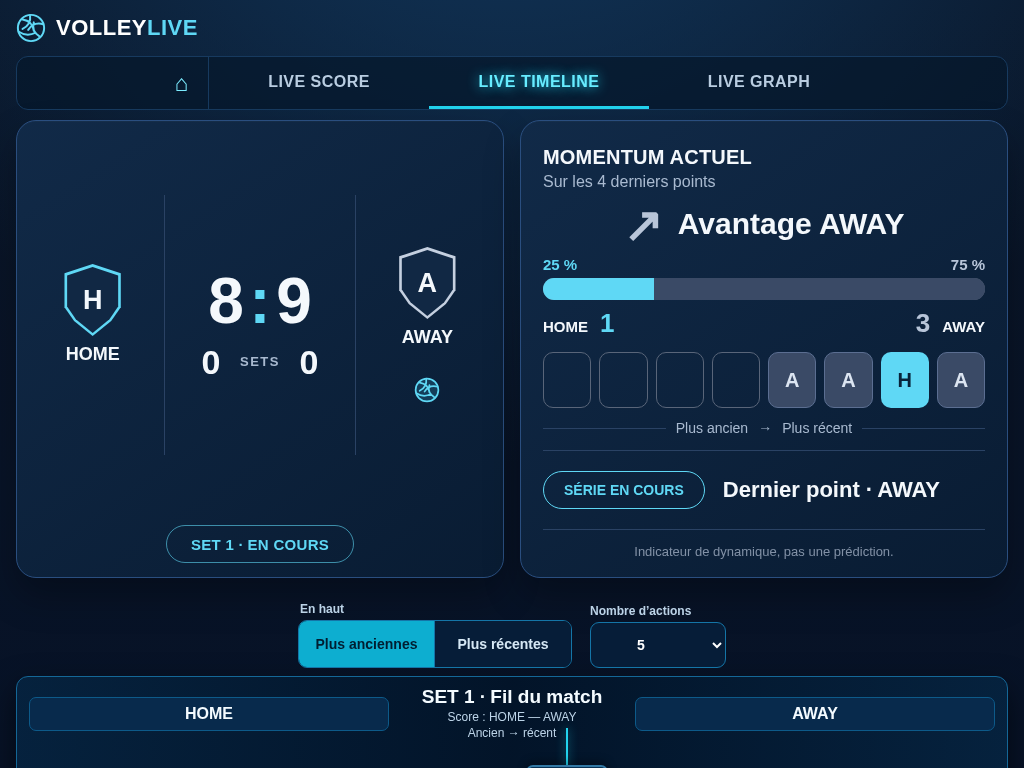 VOLLEYLIVE
⌂ LIVE SCORE LIVE TIMELINE LIVE GRAPH
H
HOME
8:9
0 SETS 0
A
AWAY
SET 1 · EN COURS
MOMENTUM ACTUEL
Sur les 4 derniers points
↗ Avantage AWAY
25 % 75 %
HOME 1 3 AWAY
A A H A
Plus ancien → Plus récent
SÉRIE EN COURS Dernier point · AWAY
Indicateur de dynamique, pas une prédiction.
En haut
Plus anciennes Plus récentes
Nombre d’actions
5
HOME
SET 1 · Fil du match
Score : HOME — AWAY
Ancien → récent
AWAY